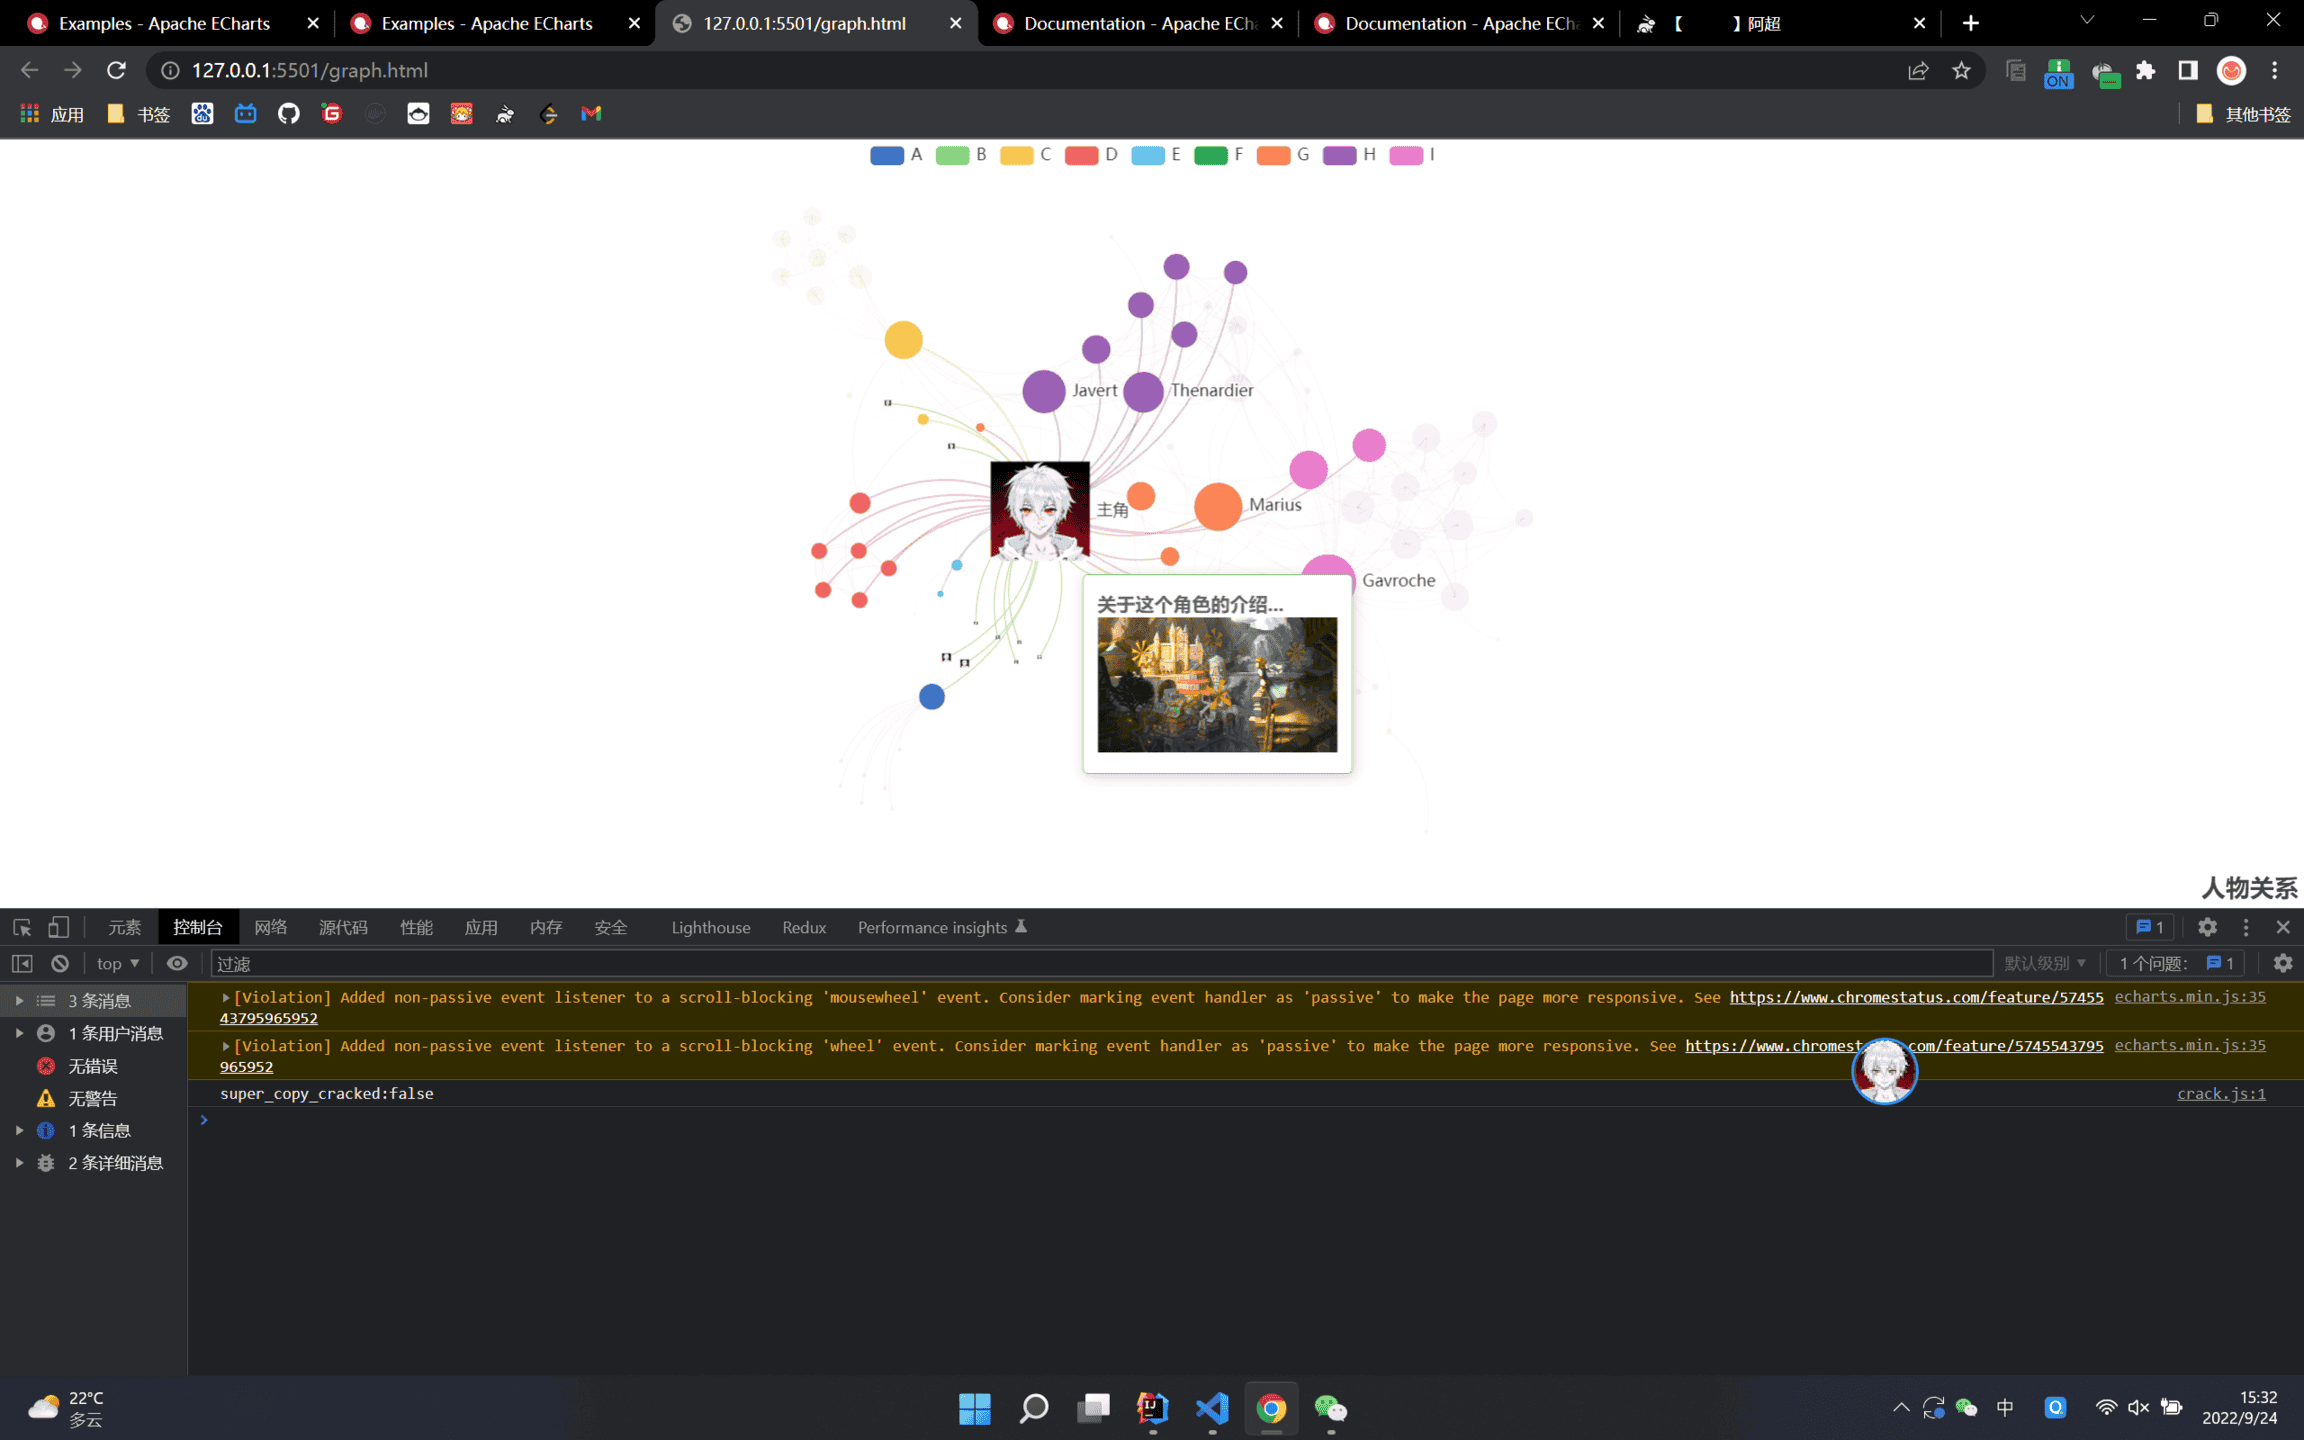 Examples - Apache ECharts
Examples - Apache ECharts
127.0.0.1:5501/graph.html
Documentation - Apache ECh
Documentation - Apache ECh
【 】阿超
127.0.0.1:5501/graph.html
ON
应用
书签
其他书签
A B C D E F G H I
Javert
Thenardier
主角
Marius
Gavroche
关于这个角色的介绍...
人物关系
元素 控制台 网络 源代码 性能 应用 内存 安全 Lighthouse Redux Performance insights
1
top
过滤
默认级别
1 个问题: 1
3 条消息
1 条用户消息
无错误
无警告
1 条信息
2 条详细消息
[Violation] Added non-passive event listener to a scroll-blocking 'mousewheel' event. Consider marking event handler as 'passive' to make the page more responsive. See https://www.chromestatus.com/feature/57455
43795965952
echarts.min.js:35
[Violation] Added non-passive event listener to a scroll-blocking 'wheel' event. Consider marking event handler as 'passive' to make the page more responsive. See https://www.chromest com/feature/5745543795
965952
echarts.min.js:35
super_copy_cracked:false
crack.js:1
22°C
多云
中
15:32
2022/9/24